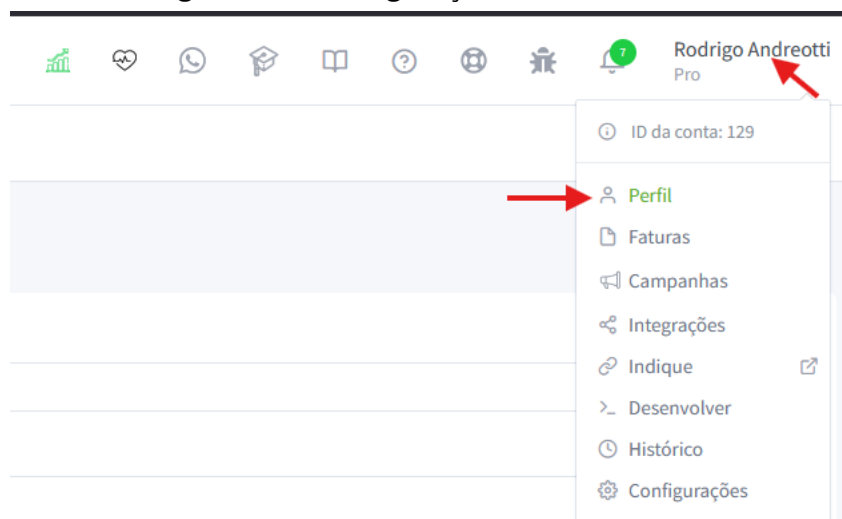 7
Rodrigo Andreotti
Pro
ID da conta: 129
Perfil
Faturas
Campanhas
Integrações
Indique
Desenvolver
Histórico
Configurações